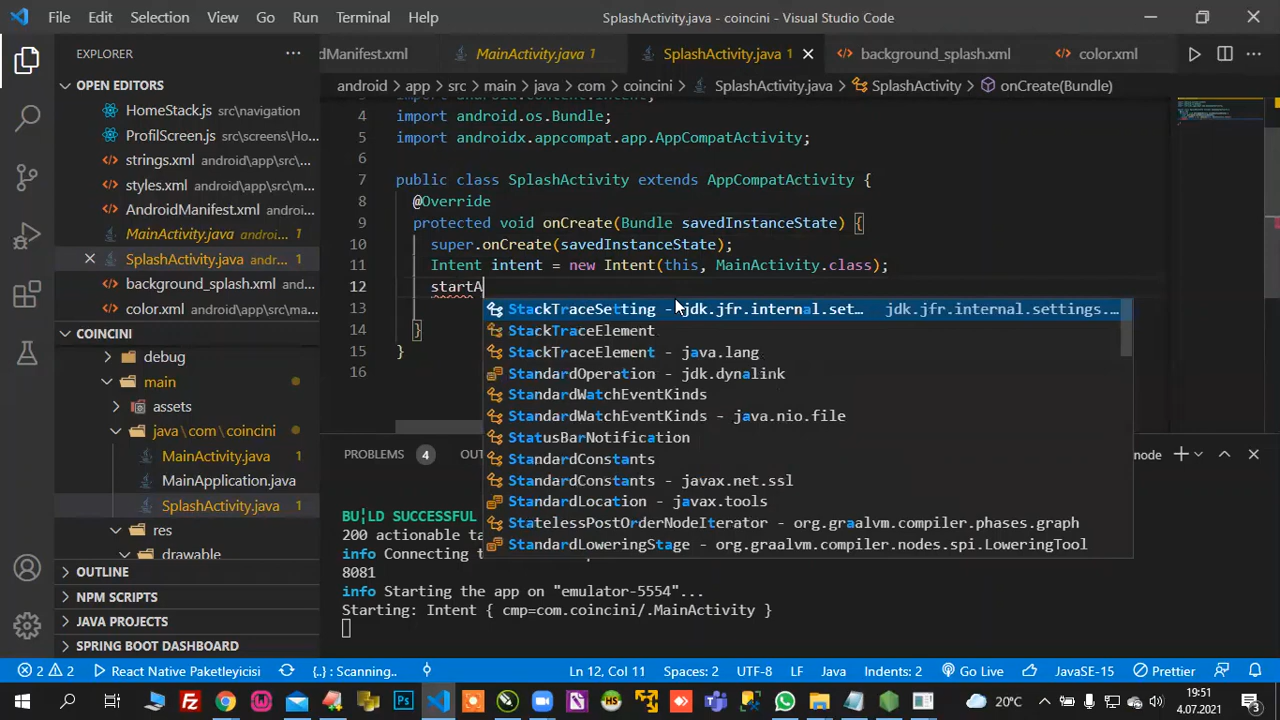 File Edit Selection View Go Run Terminal Help SplashActivity.java - coincini - Visual Studio Code
EXPLORER
dManifest.xml MainActivity.java 1 SplashActivity.java 1 background_splash.xml color.xml
OPEN EDITORS
HomeStack.js src\navigation
ProfilScreen.js src\screens\Ho...
strings.xml android\app\src\m...
styles.xml android\app\src\ma...
AndroidManifest.xml androi...
MainActivity.java androi... 1
SplashActivity.java andr... 1
background_splash.xml and...
color.xml android\app\src\ma...
COINCINI
debug
main
assets
java\com\coincini
MainActivity.java 1
MainApplication.java
SplashActivity.java 1
res
drawable
OUTLINE
NPM SCRIPTS
JAVA PROJECTS
SPRING BOOT DASHBOARD
android > app > src > main > java > com > coincini > SplashActivity.java > SplashActivity > onCreate(Bundle)
import android.content.Intent;
4 import android.os.Bundle;
5 import androidx.appcompat.app.AppCompatActivity;
6
7 public class SplashActivity extends AppCompatActivity {
8 @Override
9 protected void onCreate(Bundle savedInstanceState) {
10 super.onCreate(savedInstanceState);
11 Intent intent = new Intent(this, MainActivity.class);
12 startA
13
14 }
15 }
16
StackTraceSetting - jdk.jfr.internal.set... jdk.jfr.internal.settings....
StackTraceElement
StackTraceElement - java.lang
StandardOperation - jdk.dynalink
StandardWatchEventKinds
StandardWatchEventKinds - java.nio.file
StatusBarNotification
StandardConstants
StandardConstants - javax.net.ssl
StandardLocation - javax.tools
StatelessPostOrderNodeIterator - org.graalvm.compiler.phases.graph
StandardLoweringStage - org.graalvm.compiler.nodes.spi.LoweringTool
PROBLEMS 4 OU node
BUILD SUCCESSFUL
200 actionable ta
info Connecting t
8081
info Starting the app on "emulator-5554"...
Starting: Intent { cmp=com.coincini/.MainActivity }
2 2 React Native Paketleyicisi {..} : Scanning.. Ln 12, Col 11 Spaces: 2 UTF-8 LF Java Indents: 2 Go Live JavaSE-15 Prettier
20°C 19:51
4.07.2021
3